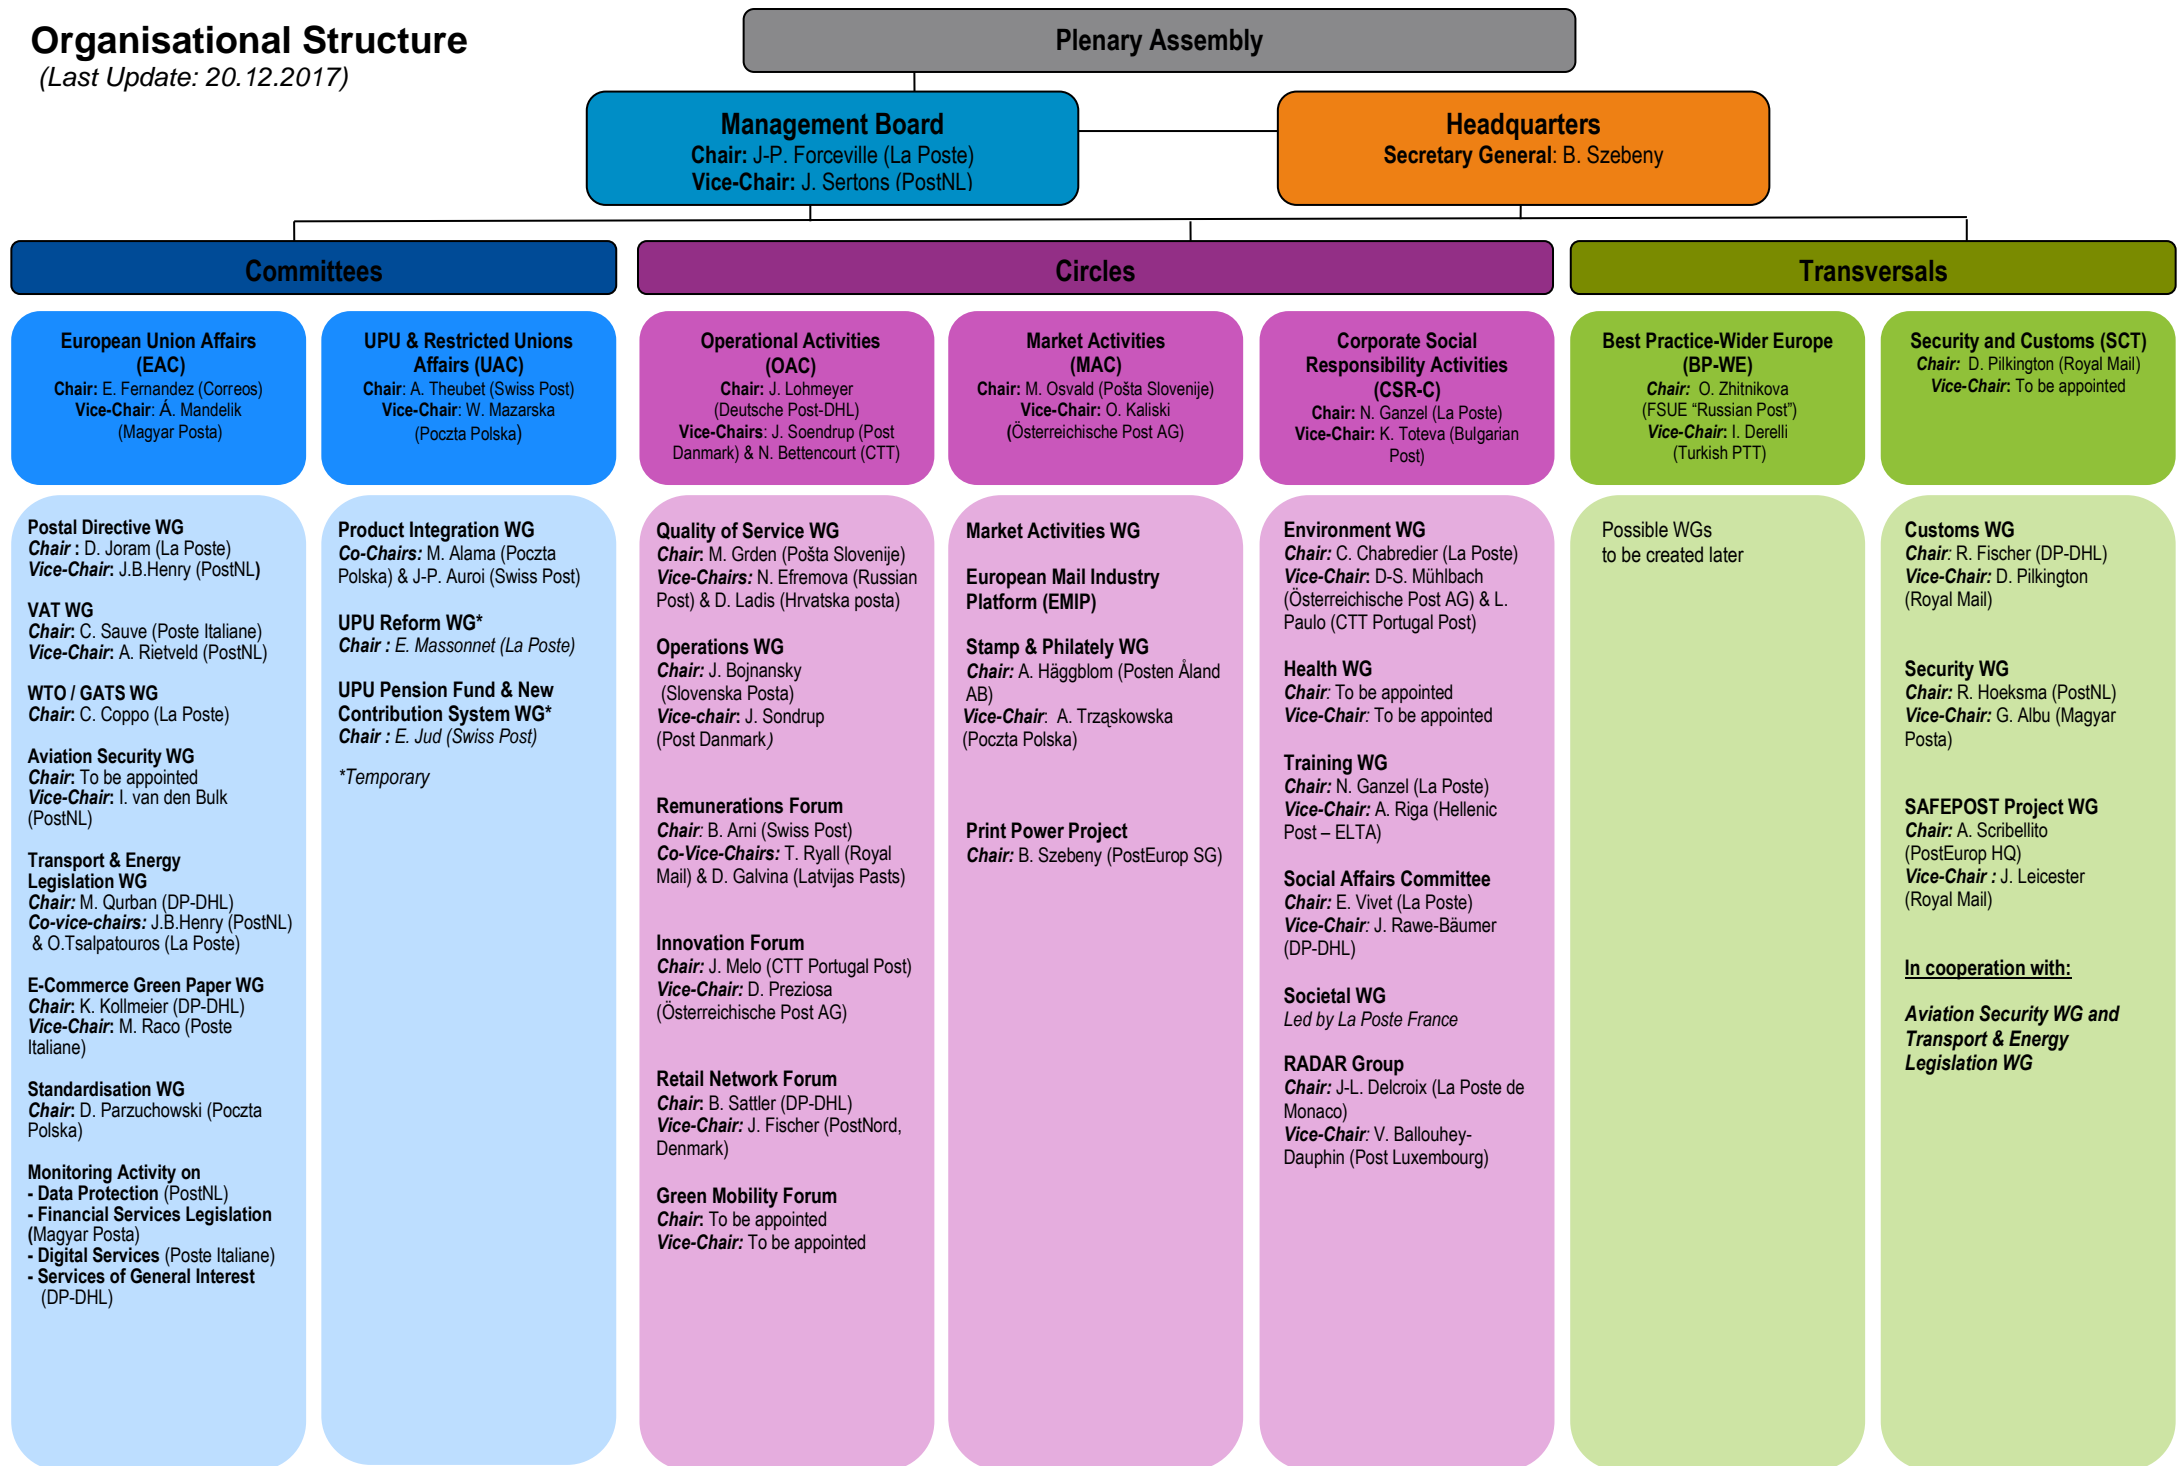 Organisational Structure
(Last Update: 20.12.2017)
Plenary Assembly
Management Board
Chair: J-P. Forceville (La Poste)
Vice-Chair: J. Sertons (PostNL)
Headquarters
Secretary General: B. Szebeny
Committees
Circles
Transversals
European Union Affairs
(EAC)
Chair: E. Fernandez (Correos)
Vice-Chair: Á. Mandelik
(Magyar Posta)
UPU & Restricted Unions
Affairs (UAC)
Chair: A. Theubet (Swiss Post)
Vice-Chair: W. Mazarska
(Poczta Polska)
Operational Activities
(OAC)
Chair: J. Lohmeyer
(Deutsche Post-DHL)
Vice-Chairs: J. Soendrup (Post
Danmark) & N. Bettencourt (CTT)
Market Activities
(MAC)
Chair: M. Osvald (Pošta Slovenije)
Vice-Chair: O. Kaliski
(Österreichische Post AG)
Corporate Social
Responsibility Activities
(CSR-C)
Chair: N. Ganzel (La Poste)
Vice-Chair: K. Toteva (Bulgarian
Post)
Best Practice-Wider Europe
(BP-WE)
Chair: O. Zhitnikova
(FSUE “Russian Post”)
Vice-Chair: I. Derelli
(Turkish PTT)
Security and Customs (SCT)
Chair: D. Pilkington (Royal Mail)
Vice-Chair: To be appointed
Postal Directive WG
Chair : D. Joram (La Poste)
Vice-Chair: J.B.Henry (PostNL)
VAT WG
Chair: C. Sauve (Poste Italiane)
Vice-Chair: A. Rietveld (PostNL)
WTO / GATS WG
Chair: C. Coppo (La Poste)
Aviation Security WG
Chair: To be appointed
Vice-Chair: I. van den Bulk
(PostNL)
Transport & Energy
Legislation WG
Chair: M. Qurban (DP-DHL)
Co-vice-chairs: J.B.Henry (PostNL)
& O.Tsalpatouros (La Poste)
E-Commerce Green Paper WG
Chair: K. Kollmeier (DP-DHL)
Vice-Chair: M. Raco (Poste
Italiane)
Standardisation WG
Chair: D. Parzuchowski (Poczta
Polska)
Monitoring Activity on
- Data Protection (PostNL)
- Financial Services Legislation
(Magyar Posta)
- Digital Services (Poste Italiane)
- Services of General Interest
(DP-DHL)
Product Integration WG
Co-Chairs: M. Alama (Poczta
Polska) & J-P. Auroi (Swiss Post)
UPU Reform WG*
Chair : E. Massonnet (La Poste)
UPU Pension Fund & New
Contribution System WG*
Chair : E. Jud (Swiss Post)
*Temporary
Quality of Service WG
Chair: M. Grden (Pošta Slovenije)
Vice-Chairs: N. Efremova (Russian
Post) & D. Ladis (Hrvatska posta)
Operations WG
Chair: J. Bojnansky
(Slovenska Posta)
Vice-chair: J. Sondrup
(Post Danmark)
Remunerations Forum
Chair: B. Arni (Swiss Post)
Co-Vice-Chairs: T. Ryall (Royal
Mail) & D. Galvina (Latvijas Pasts)
Innovation Forum
Chair: J. Melo (CTT Portugal Post)
Vice-Chair: D. Preziosa
(Österreichische Post AG)
Retail Network Forum
Chair: B. Sattler (DP-DHL)
Vice-Chair: J. Fischer (PostNord,
Denmark)
Green Mobility Forum
Chair: To be appointed
Vice-Chair: To be appointed
Market Activities WG
European Mail Industry
Platform (EMIP)
Stamp & Philately WG
Chair: A. Häggblom (Posten Åland
AB)
Vice-Chair: A. Trząskowska
(Poczta Polska)
Print Power Project
Chair: B. Szebeny (PostEurop SG)
Environment WG
Chair: C. Chabredier (La Poste)
Vice-Chair: D-S. Mühlbach
(Österreichische Post AG) & L.
Paulo (CTT Portugal Post)
Health WG
Chair: To be appointed
Vice-Chair: To be appointed
Training WG
Chair: N. Ganzel (La Poste)
Vice-Chair: A. Riga (Hellenic
Post – ELTA)
Social Affairs Committee
Chair: E. Vivet (La Poste)
Vice-Chair: J. Rawe-Bäumer
(DP-DHL)
Societal WG
Led by La Poste France
RADAR Group
Chair: J-L. Delcroix (La Poste de
Monaco)
Vice-Chair: V. Ballouhey-
Dauphin (Post Luxembourg)
Possible WGs
to be created later
Customs WG
Chair: R. Fischer (DP-DHL)
Vice-Chair: D. Pilkington
(Royal Mail)
Security WG
Chair: R. Hoeksma (PostNL)
Vice-Chair: G. Albu (Magyar
Posta)
SAFEPOST Project WG
Chair: A. Scribellito
(PostEurop HQ)
Vice-Chair : J. Leicester
(Royal Mail)
In cooperation with:
Aviation Security WG and
Transport & Energy
Legislation WG